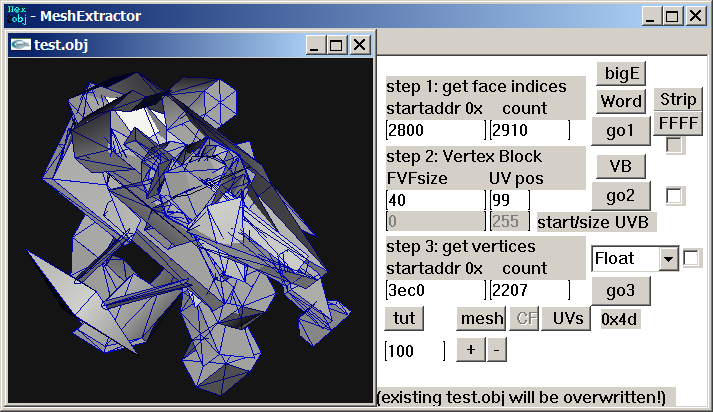 Hex
obj - MeshExtractor
test.obj
bigE
step 1: get face indices
Word
Strip
startaddr 0x count
FFFF
2800 2910
go1
step 2: Vertex Block
VB
FVFsize UV pos
40 99
go2
0 255 start/size UVB
step 3: get vertices
Float
startaddr 0x count
3ec0 2207
go3
tut mesh CF UVs 0x4d
100 + -
(existing test.obj will be overwritten!)